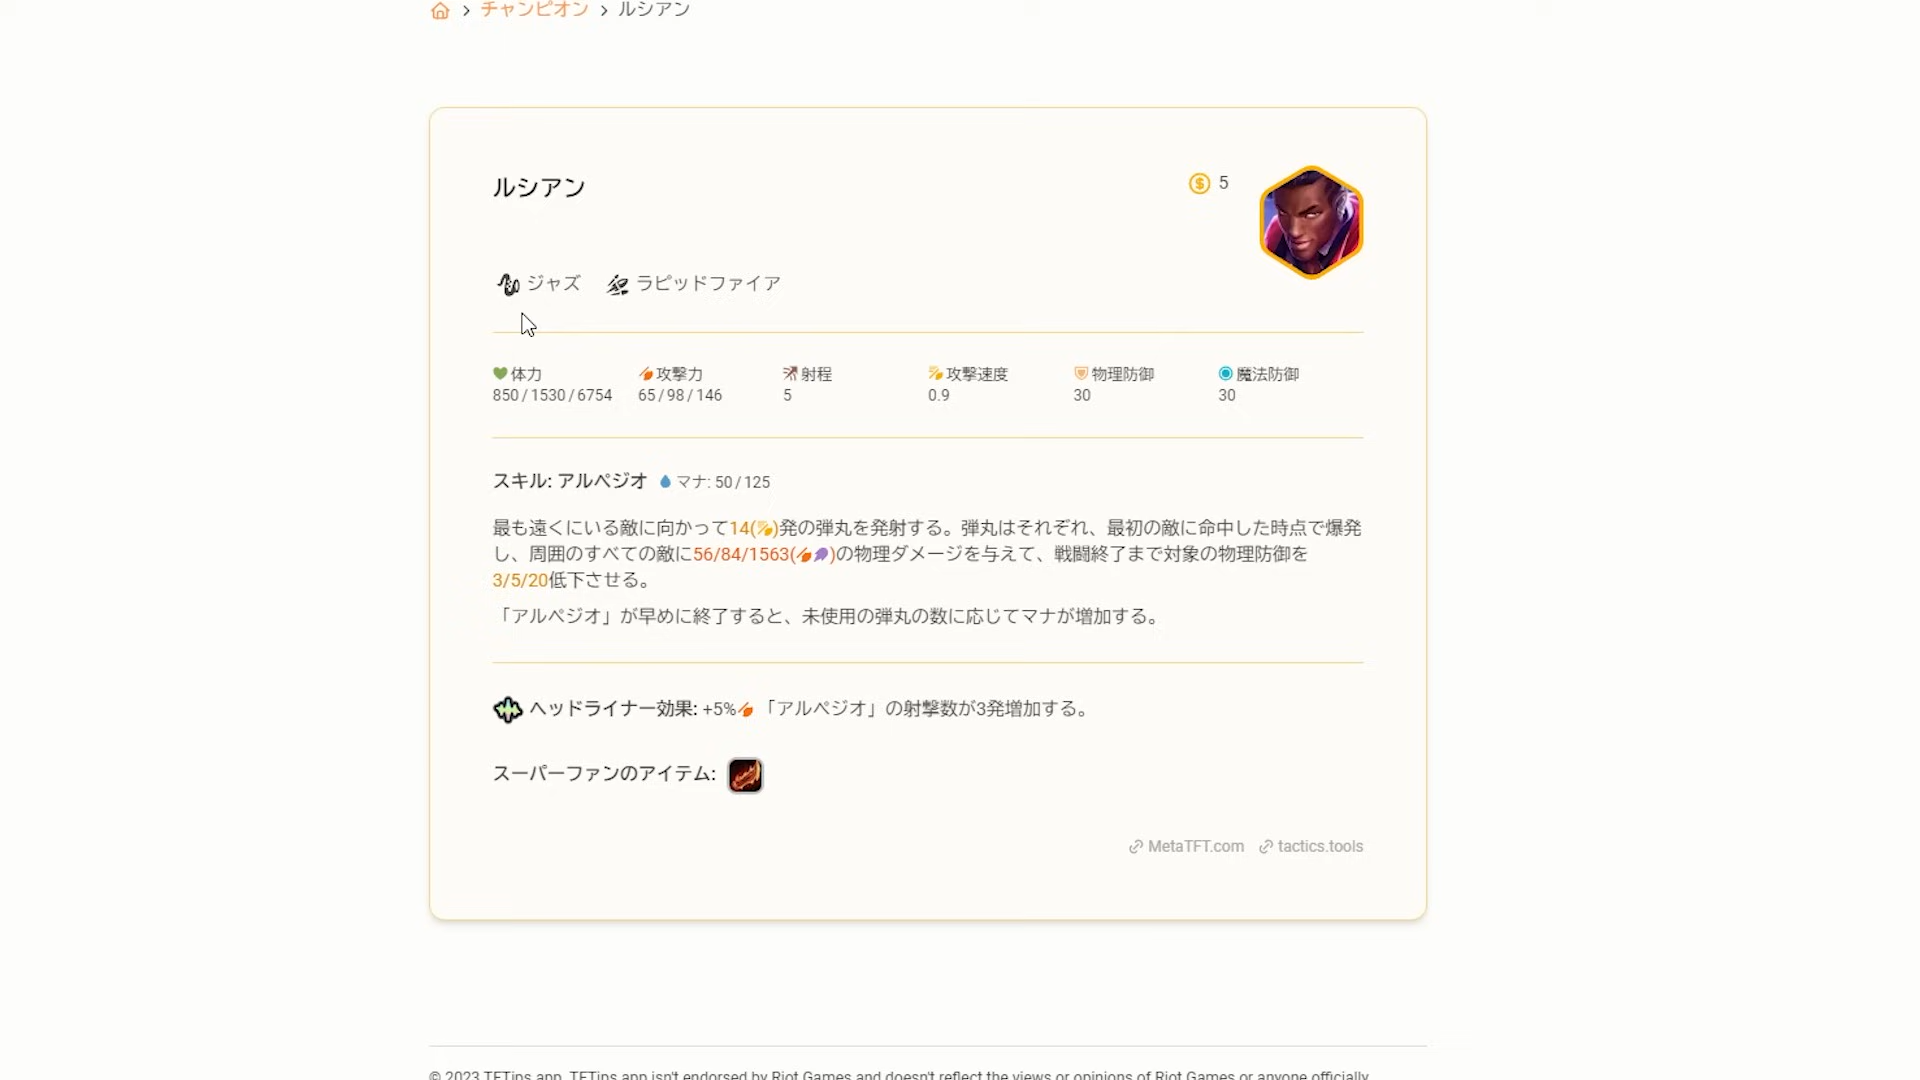 チャンピオン > ルシアン
ルシアン
5
ジャズ ラピッドファイア
体力 攻撃力 射程 攻撃速度 物理防御 魔法防御
850 / 1530 / 6754 65 / 98 / 146 5 0.9 30 30
スキル: アルペジオ マナ: 50 / 125
最も遠くにいる敵に向かって14()発の弾丸を発射する。弾丸はそれぞれ、最初の敵に命中した時点で爆発
し、周囲のすべての敵に56/84/1563()の物理ダメージを与えて、戦闘終了まで対象の物理防御を
3/5/20低下させる。
「アルペジオ」が早めに終了すると、未使用の弾丸の数に応じてマナが増加する。
ヘッドライナー効果: +5% 「アルペジオ」の射撃数が3発増加する。
スーパーファンのアイテム:
MetaTFT.com tactics.tools
© 2023 TFTips.app. TFTips.app isn't endorsed by Riot Games and doesn't reflect the views or opinions of Riot Games or anyone officially